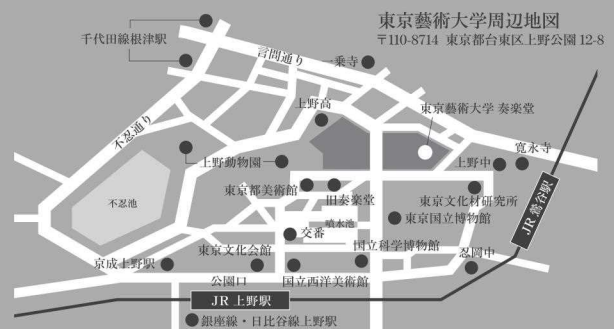 東京藝術大学周辺地図
〒110-8714 東京都台東区上野公園 12-8
千代田線根津駅
言問通り
一乗寺
不忍通り
上野高
東京藝術大学 奏楽堂
上野動物園
上野中
寛永寺
不忍池
東京都美術館
旧奏楽堂
東京文化材研究所
東京国立博物館
JR 鶯谷駅
噴水池
交番
国立科学博物館
忍岡中
京成上野駅
東京文化会館
公園口
国立西洋美術館
JR 上野駅
銀座線・日比谷線上野駅